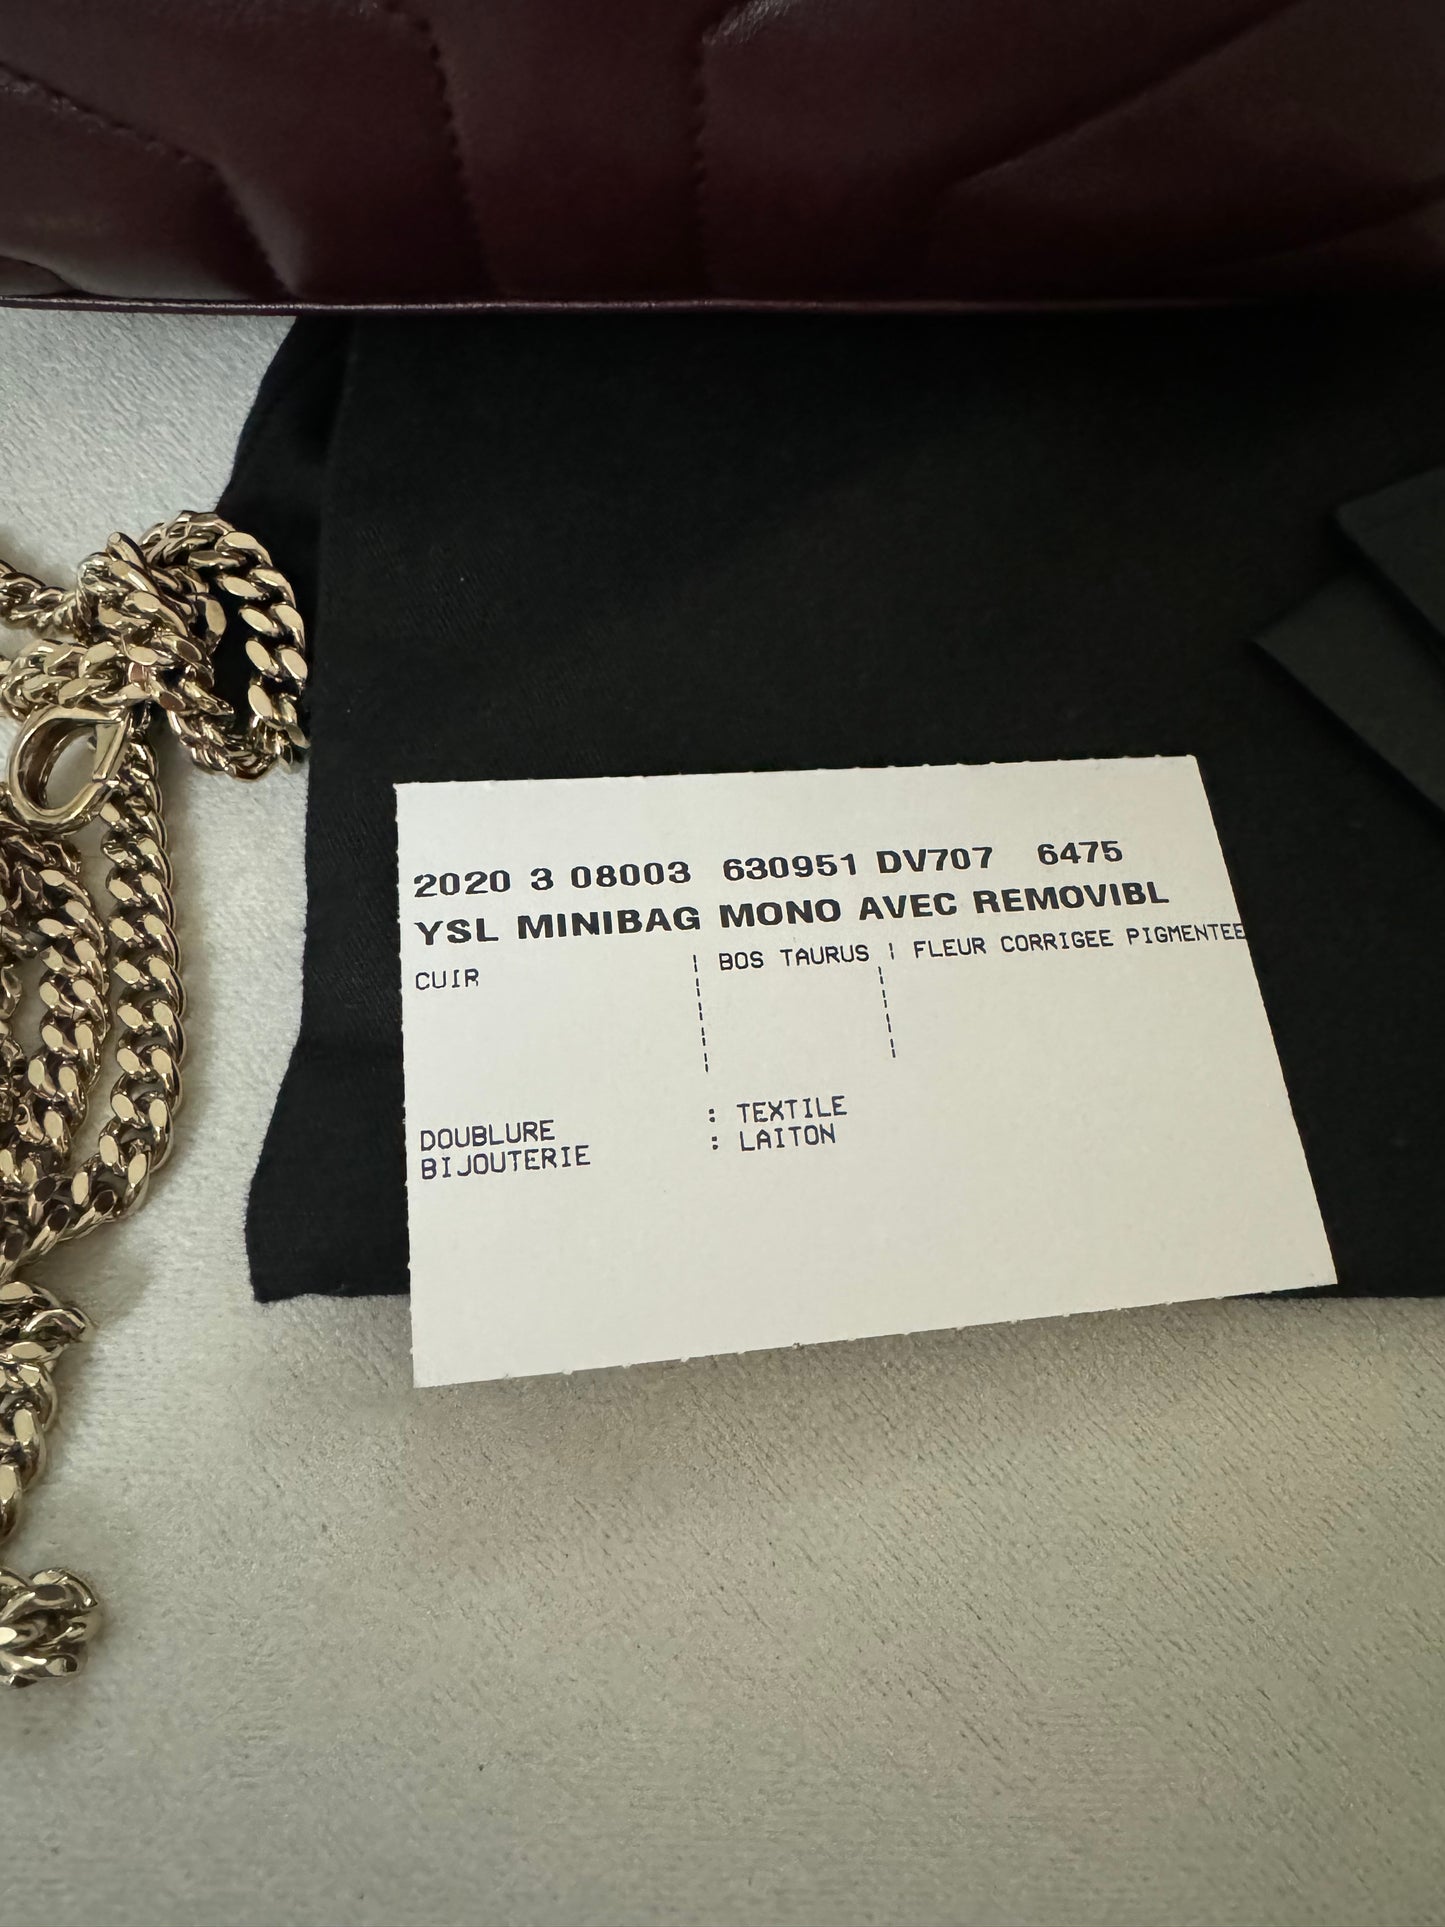 2020 3 08003 630951 DV707 6475
YSL MINIBAG MONO AVEC REMOVIBL
CUIR ¦ BOS TAURUS ¦ FLEUR CORRIGEE PIGMENTEE
DOUBLURE : TEXTILE
BIJOUTERIE : LAITON